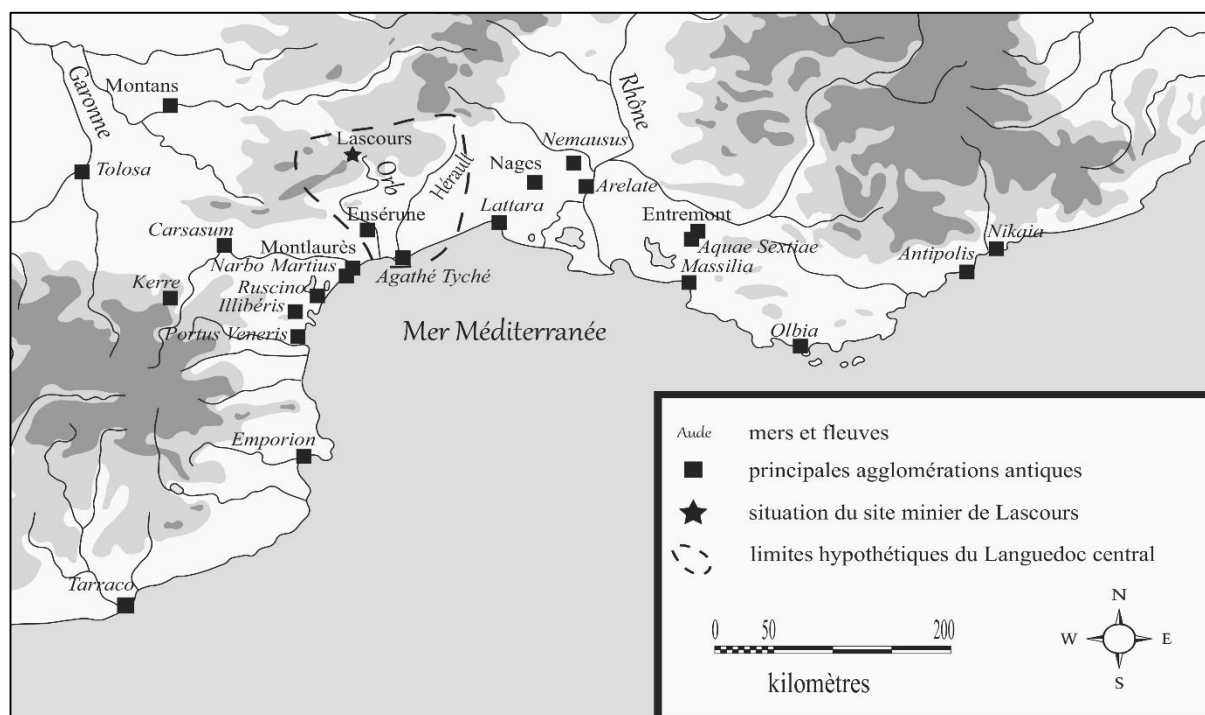 Garonne
Montans
Tolosa
Lascours
Orb
Hérault
Rhône
Nemausus
Nages
Arelate
Lattara
Ensérune
Carsasum
Montlaurès
Narbo Martius
Agathé Tyché
Ruscino
Kerre
Illibéris
Portus Veneris
Entremont
Aquae Sextiae
Massilia
Nikaia
Antipolis
Olbia
Mer Méditerranée
Emporion
Tarraco
Aude mers et fleuves
principales agglomérations antiques
situation du site minier de Lascours
limites hypothétiques du Languedoc central
0 50 200
kilomètres
N
W E
S